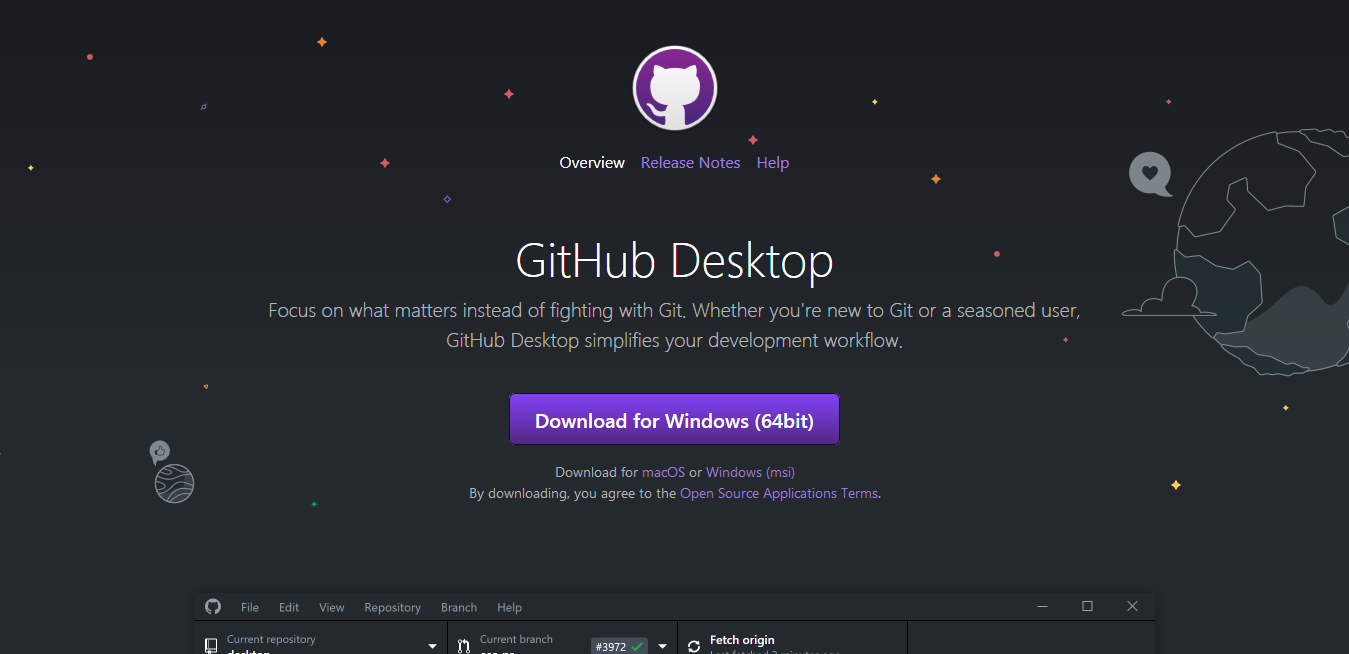 Overview Release Notes Help
GitHub Desktop
Focus on what matters instead of fighting with Git. Whether you're new to Git or a seasoned user,
GitHub Desktop simplifies your development workflow.
Download for Windows (64bit)
Download for macOS or Windows (msi)
By downloading, you agree to the Open Source Applications Terms.
File Edit View Repository Branch Help
Current repository
desktop
Current branch
#3972
Fetch origin